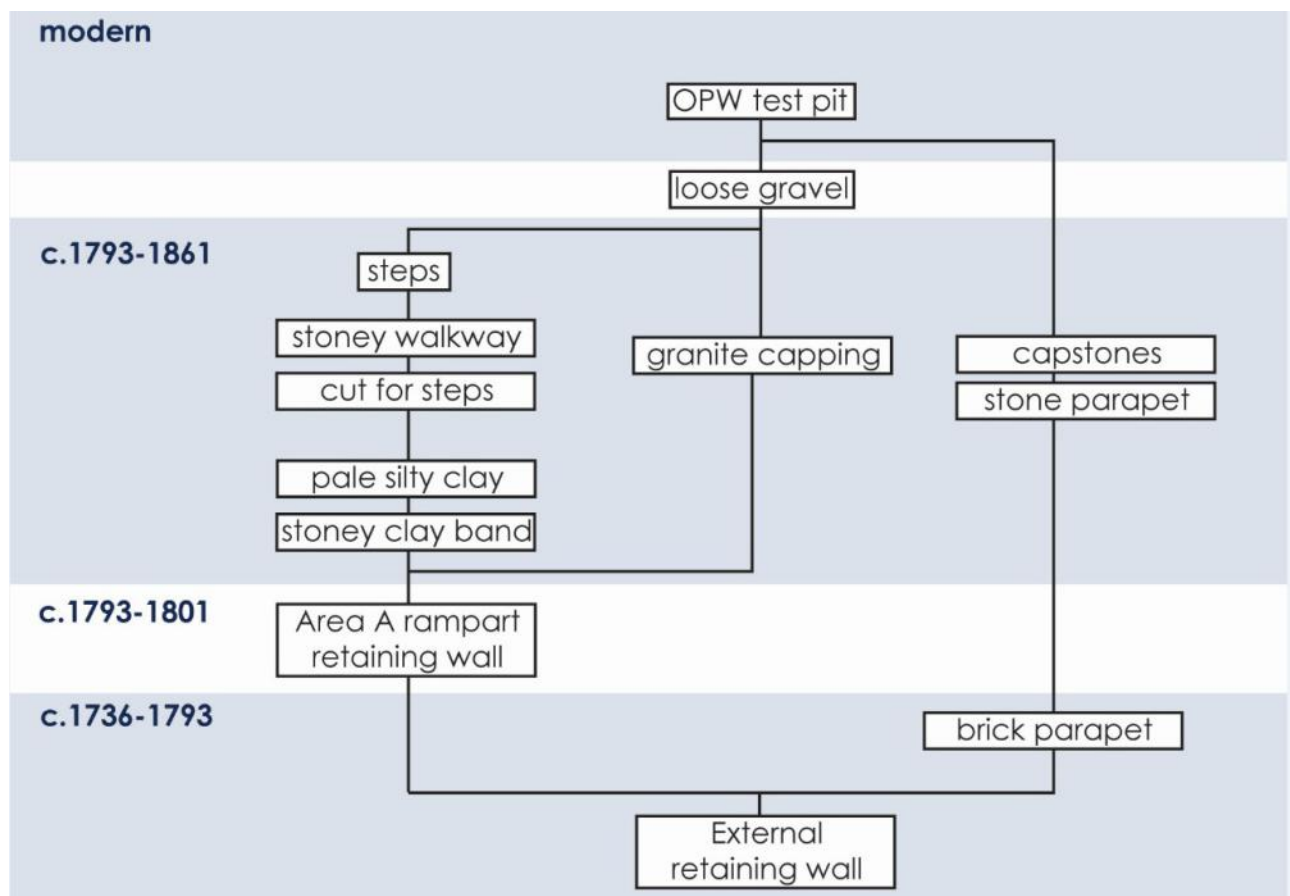 modern
OPW test pit
loose gravel
c.1793-1861
steps
stoney walkway
granite capping
capstones
cut for steps
stone parapet
pale silty clay
stoney clay band
c.1793-1801
Area A rampart
retaining wall
c.1736-1793
brick parapet
External
retaining wall